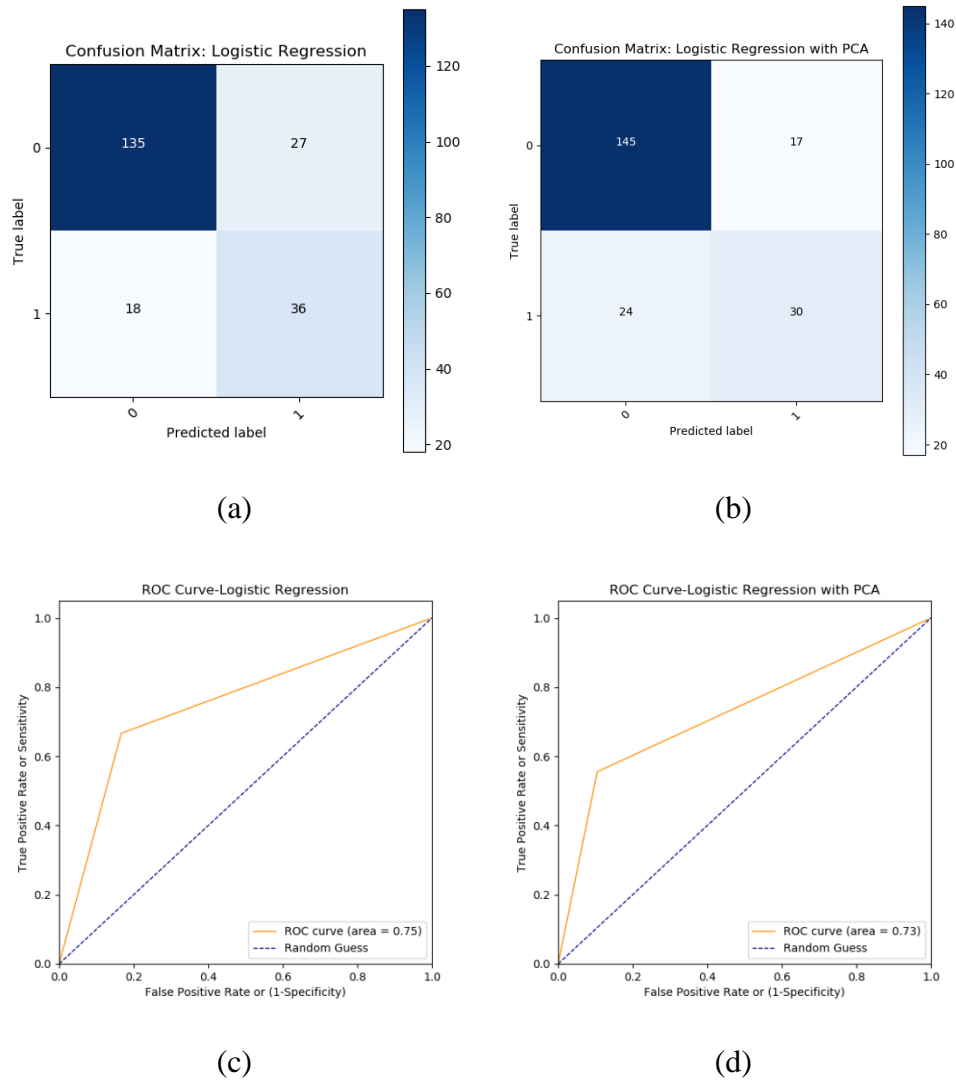 Confusion Matrix: Logistic Regression
0
1
True label
135
27
18
36
0
1
Predicted label
120
100
80
60
40
20
(a)
Confusion Matrix: Logistic Regression with PCA
0
1
True label
145
17
24
30
0
1
Predicted label
140
120
100
80
60
40
20
(b)
ROC Curve-Logistic Regression
1.0
0.8
0.6
0.4
0.2
0.0
True Positive Rate or Sensitivity
ROC curve (area = 0.75)
Random Guess
0.0 0.2 0.4 0.6 0.8 1.0
False Positive Rate or (1-Specificity)
(c)
ROC Curve-Logistic Regression with PCA
1.0
0.8
0.6
0.4
0.2
0.0
True Positive Rate or Sensitivity
ROC curve (area = 0.73)
Random Guess
0.0 0.2 0.4 0.6 0.8 1.0
False Positive Rate or (1-Specificity)
(d)